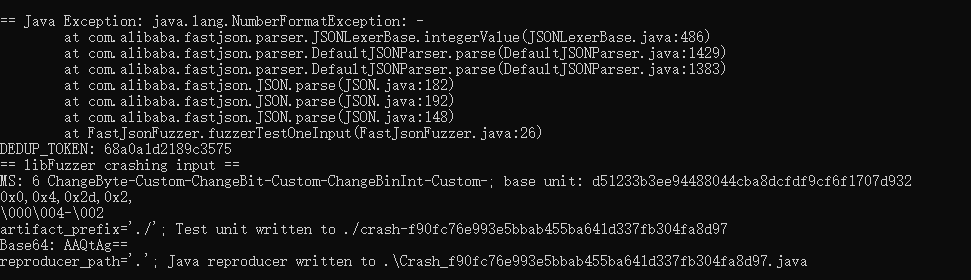 == Java Exception: java.lang.NumberFormatException: -
at com.alibaba.fastjson.parser.JSONLexerBase.integerValue(JSONLexerBase.java:486)
at com.alibaba.fastjson.parser.DefaultJSONParser.parse(DefaultJSONParser.java:1429)
at com.alibaba.fastjson.parser.DefaultJSONParser.parse(DefaultJSONParser.java:1383)
at com.alibaba.fastjson.JSON.parse(JSON.java:182)
at com.alibaba.fastjson.JSON.parse(JSON.java:192)
at com.alibaba.fastjson.JSON.parse(JSON.java:148)
at FastJsonFuzzer.fuzzerTestOneInput(FastJsonFuzzer.java:26)
DEDUP_TOKEN: 68a0a1d2189c3575
== libFuzzer crashing input ==
MS: 6 ChangeByte-Custom-ChangeBit-Custom-ChangeBinInt-Custom-; base unit: d51233b3ee94488044cba8dcfdf9cf6f1707d932
0x0,0x4,0x2d,0x2,
\000\004-\002
artifact_prefix='./'; Test unit written to ./crash-f90fc76e993e5bbab455ba641d337fb304fa8d97
Base64: AAQtAg==
reproducer_path='.'; Java reproducer written to .\Crash_f90fc76e993e5bbab455ba641d337fb304fa8d97.java